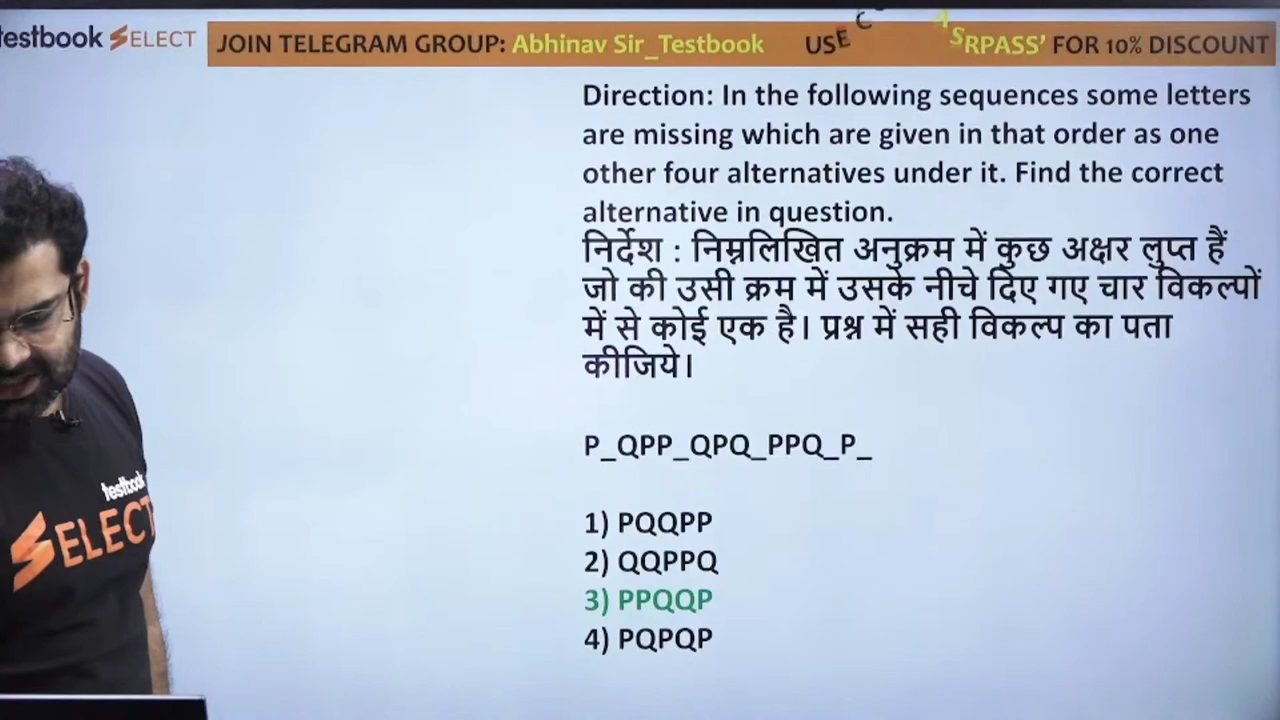 testbook SELECT
JOIN TELEGRAM GROUP: Abhinav Sir_Testbook USE C A SRPASS' FOR 10% DISCOUNT
Direction: In the following sequences some letters
are missing which are given in that order as one
other four alternatives under it. Find the correct
alternative in question.
निर्देश : निम्नलिखित अनुक्रम में कुछ अक्षर लुप्त हैं
जो की उसी क्रम में उसके नीचे दिए गए चार विकल्पों
में से कोई एक है। प्रश्न में सही विकल्प का पता
कीजिये।
P_QPP_QPQ_PPQ_P_
1) PQQPP
2) QQPPQ
3) PPQQP
4) PQPQP
testbook
SELECT